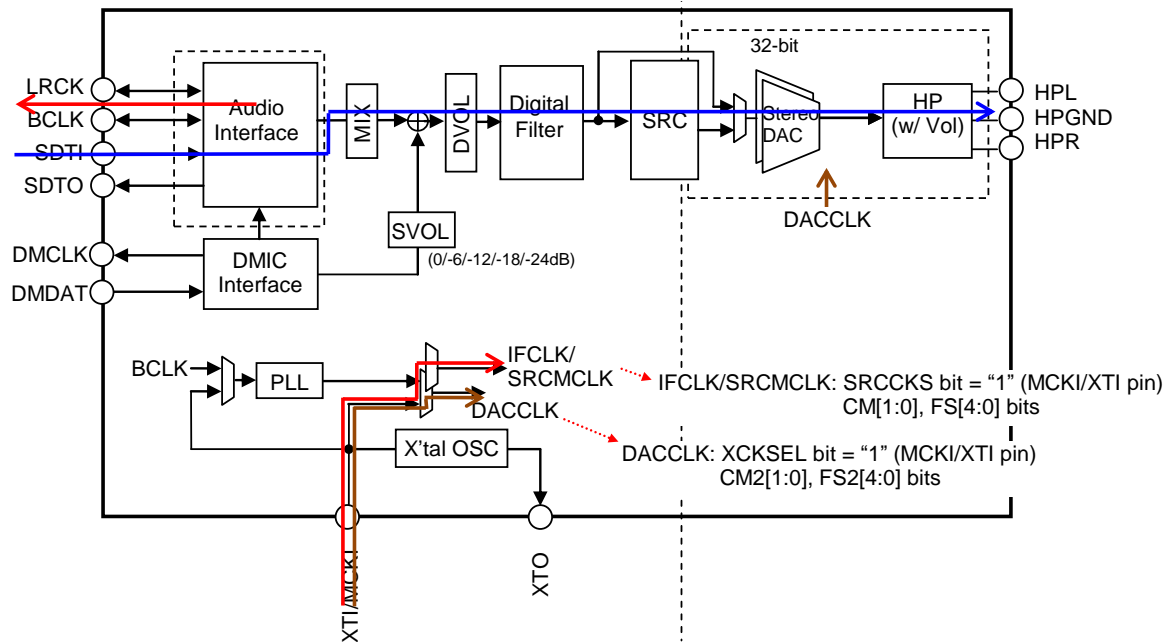 32-bit
LRCK
BCLK
SDTI
SDTO
DMCLK
DMDAT
Audio
Interface
MIX
DVOL
Digital
Filter
SRC
Stereo
DAC
HP
(w/ Vol)
HPL
HPGND
HPR
DACCLK
SVOL
(0/-6/-12/-18/-24dB)
DMIC
Interface
BCLK
PLL
IFCLK/
SRCMCLK
DACCLK
IFCLK/SRCMCLK: SRCCKS bit = “1” (MCKI/XTI pin)
CM[1:0], FS[4:0] bits
DACCLK: XCKSEL bit = “1” (MCKI/XTI pin)
CM2[1:0], FS2[4:0] bits
X’tal OSC
XTI/MCKI
XTO